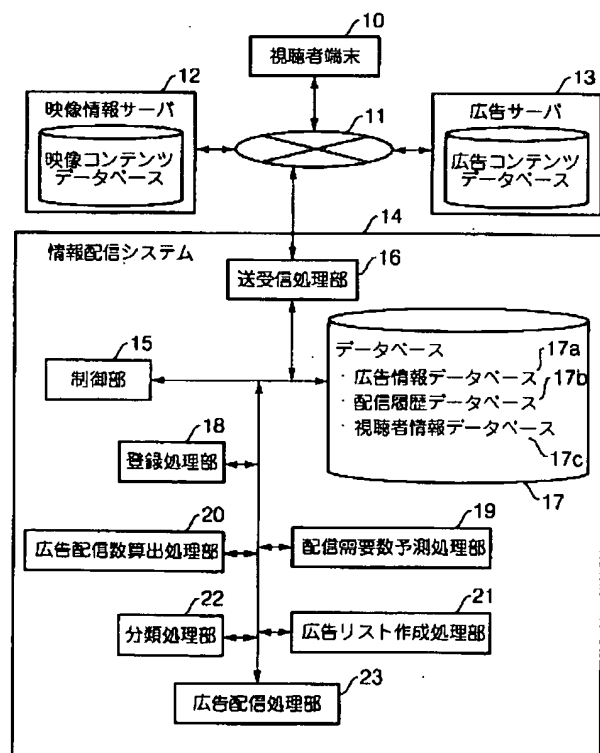 10
視聴者端末
12
映像情報サーバ
映像コンテンツ
データベース
11
13
広告サーバ
広告コンテンツ
データベース
14
情報配信システム
16
送受信処理部
15
制御部
データベース
・広告情報データベース
17a
・配信履歴データベース
17b
・視聴者情報データベース
17c
17
18
登録処理部
20
広告配信数算出処理部
19
配信需要数予測処理部
22
分類処理部
21
広告リスト作成処理部
広告配信処理部
23